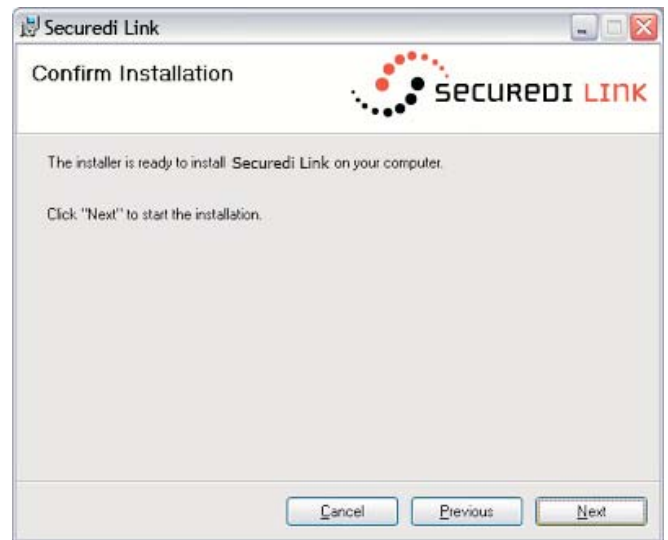 Securedi Link
Confirm Installation
SECUREDI LINK
The installer is ready to install Securedi Link on your computer.
Click "Next" to start the installation.
Cancel
Previous
Next